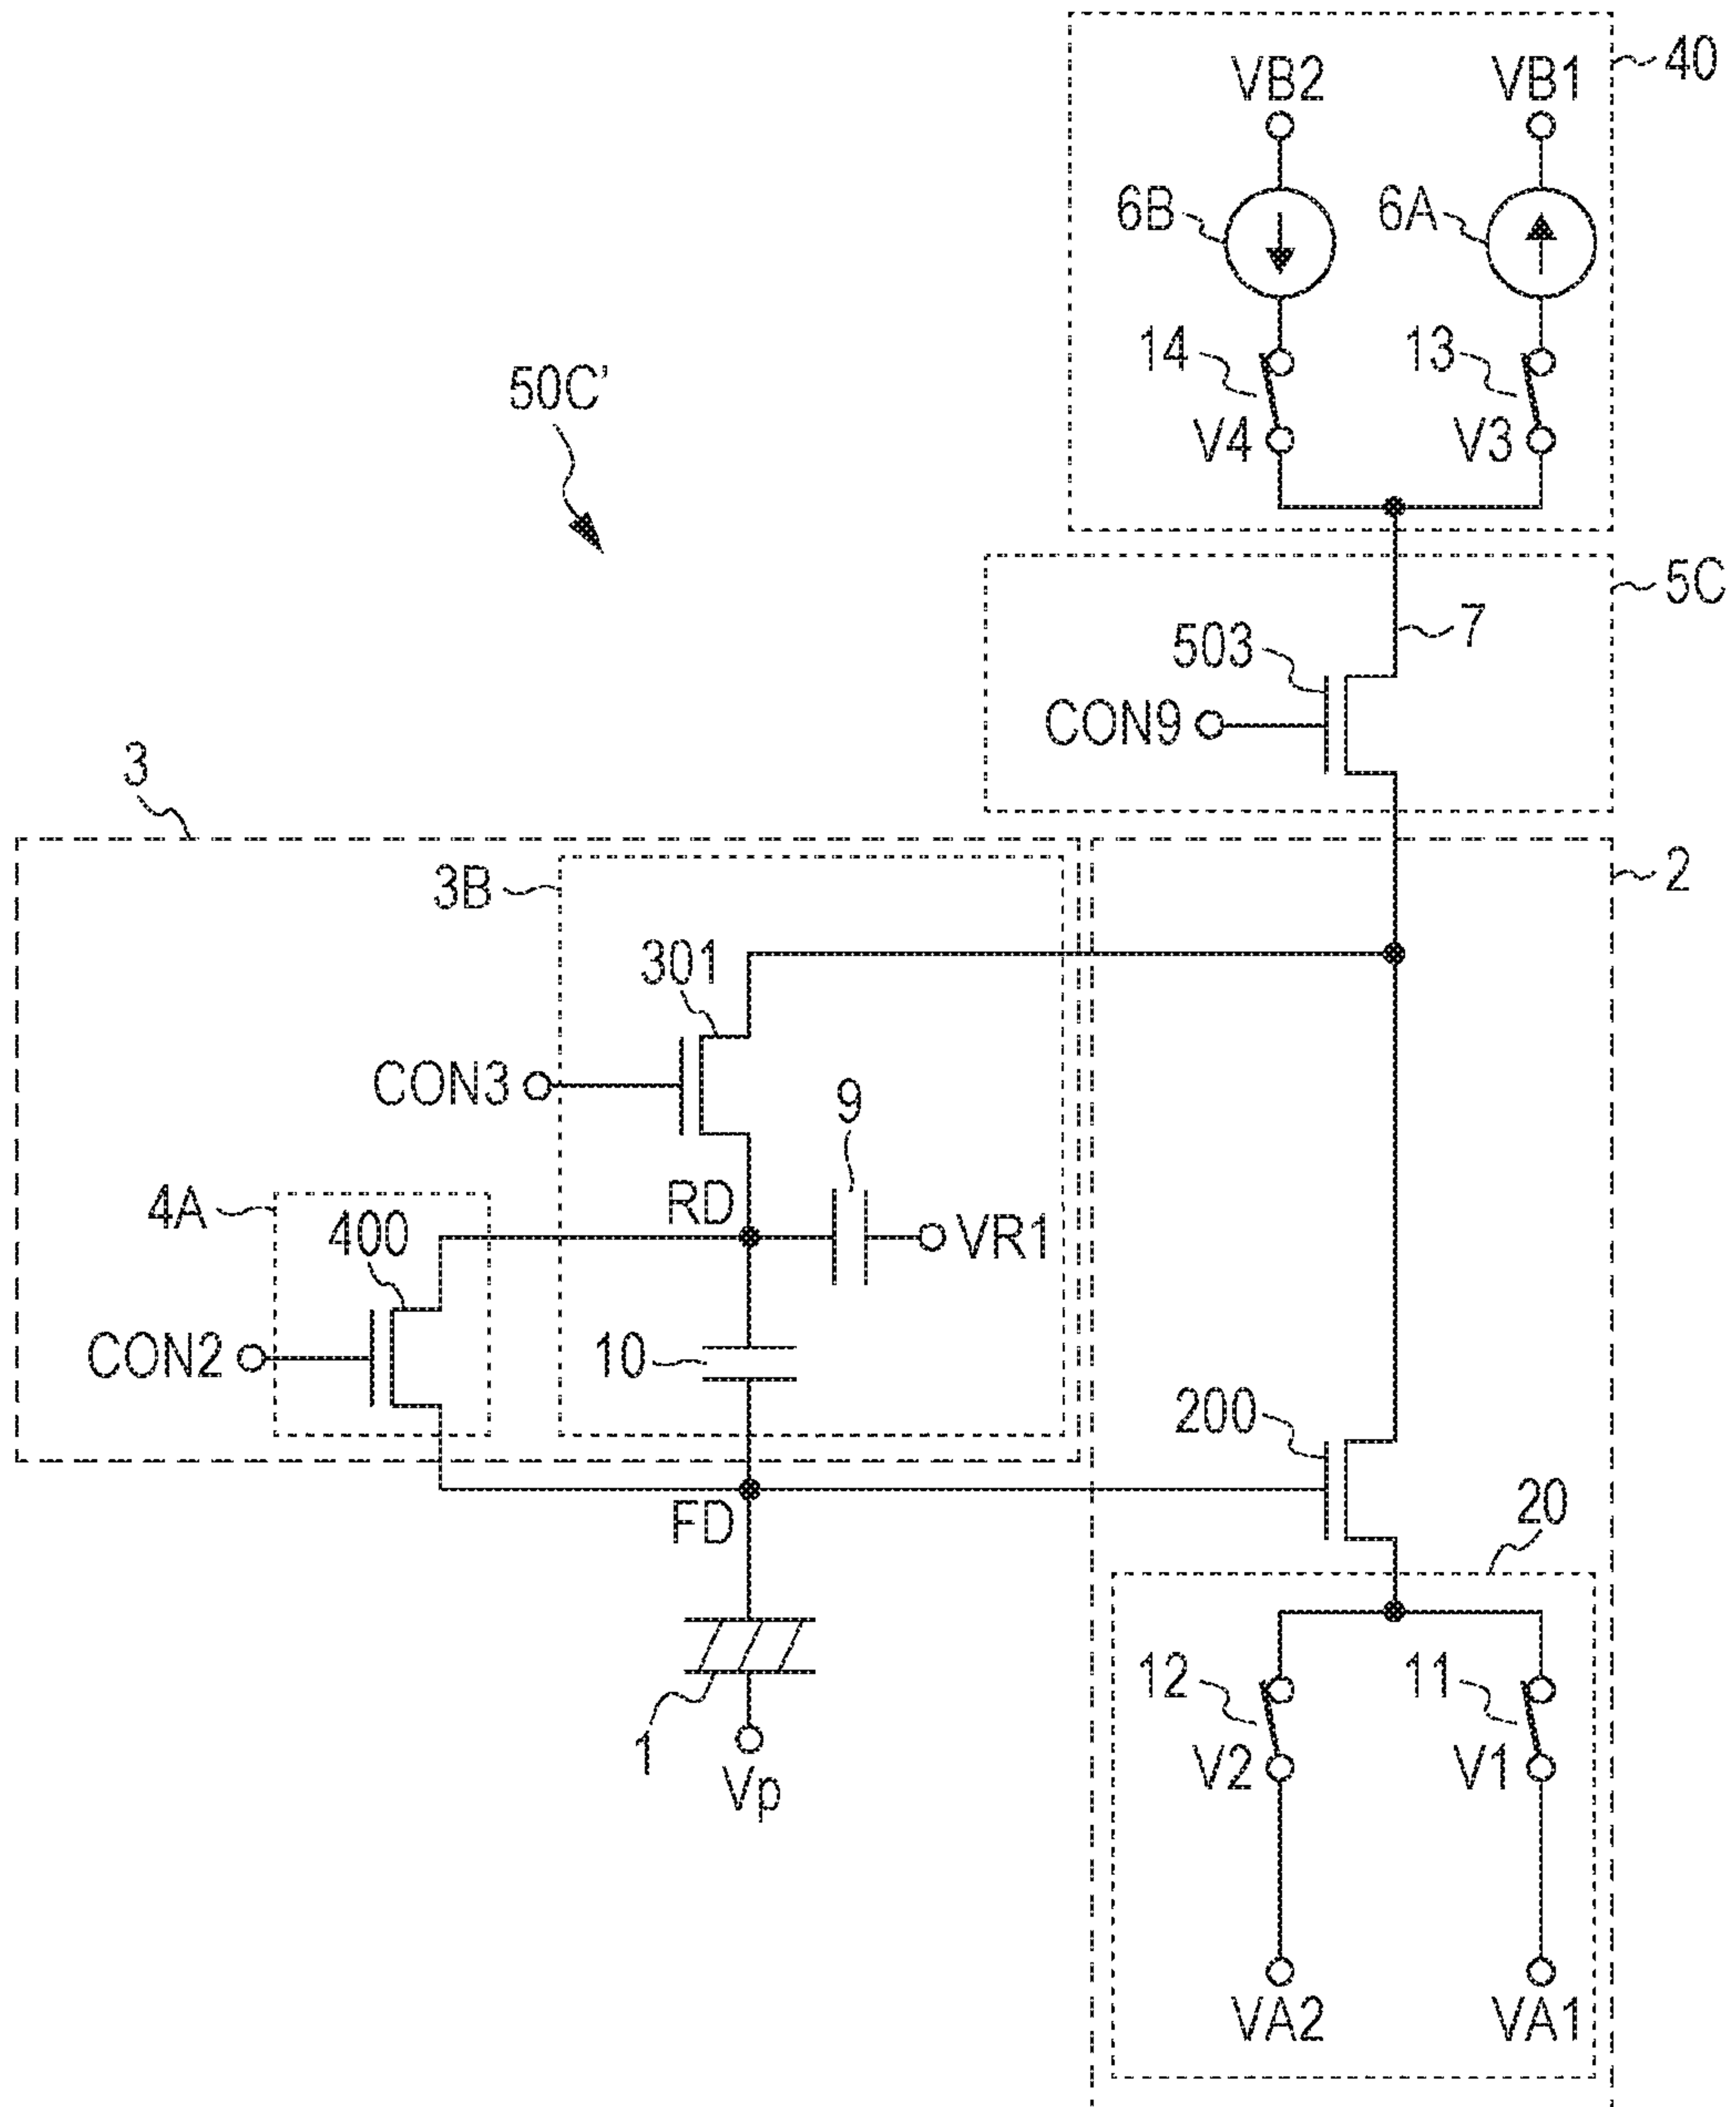 40
VB2 VB1
6B 6A
14 13
V4 V3
50C’
5C
7
503
CON9
3
2
3B
301
CON3
9
RD
VR1
4A
400
10
CON2
200
20
FD
12 11
1
V2 V1
Vp
VA2 VA1